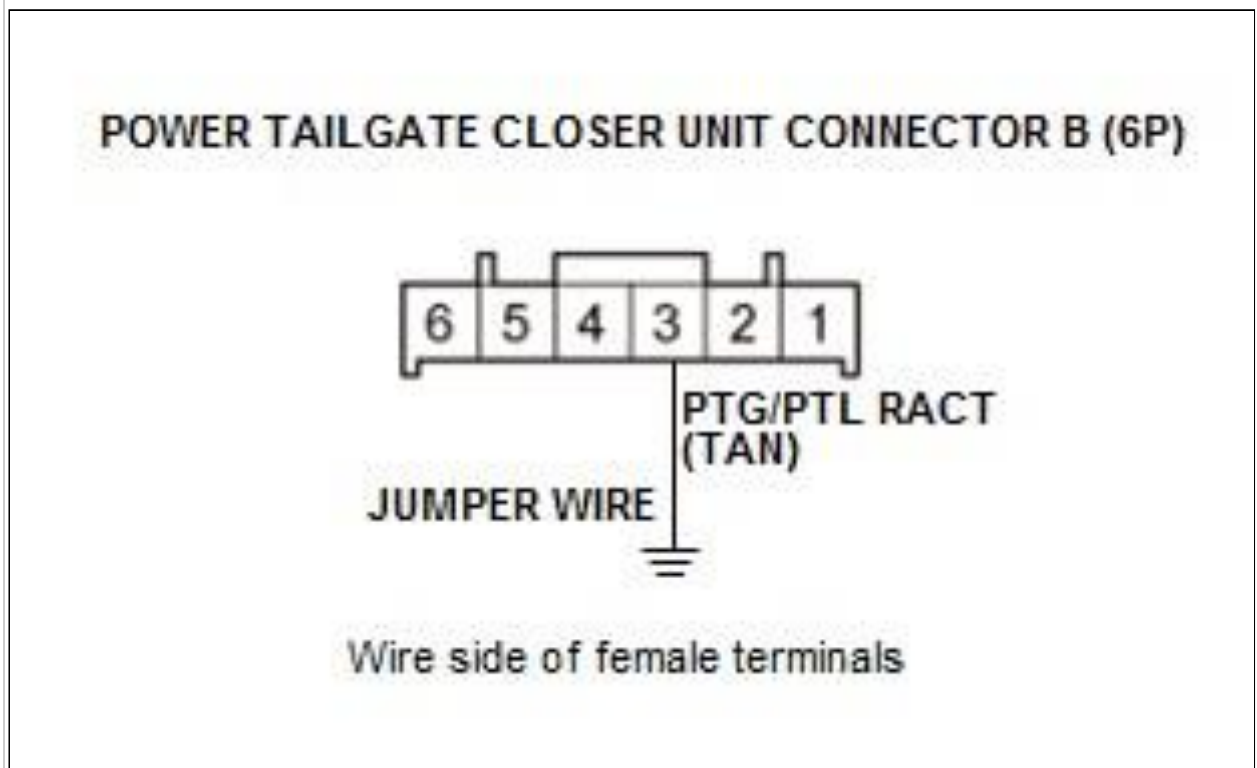 POWER TAILGATE CLOSER UNIT CONNECTOR B (6P)
6 5 4 3 2 1
PTG/PTL RACT
(TAN)
JUMPER WIRE
Wire side of female terminals